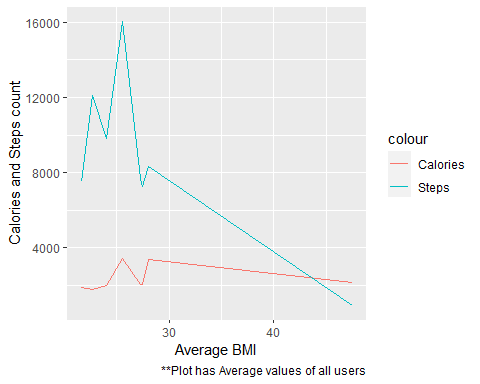 16000
12000
8000
4000
Calories and Steps count
30 40
Average BMI
colour
Calories
Steps
**Plot has Average values of all users